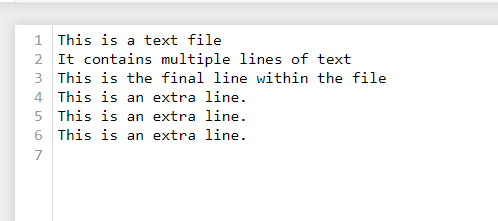 1 This is a text file
2 It contains multiple lines of text
3 This is the final line within the file
4 This is an extra line.
5 This is an extra line.
6 This is an extra line.
7